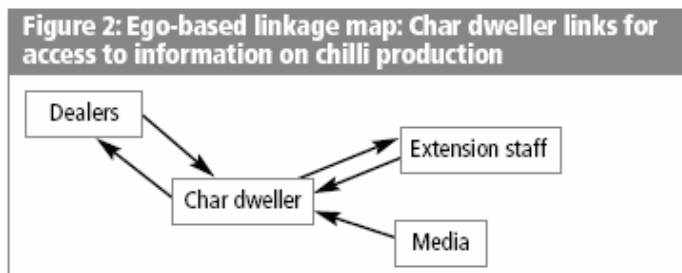 Figure 2: Ego-based linkage map: Char dweller links for
access to information on chilli production
Dealers
Extension staff
Char dweller
Media